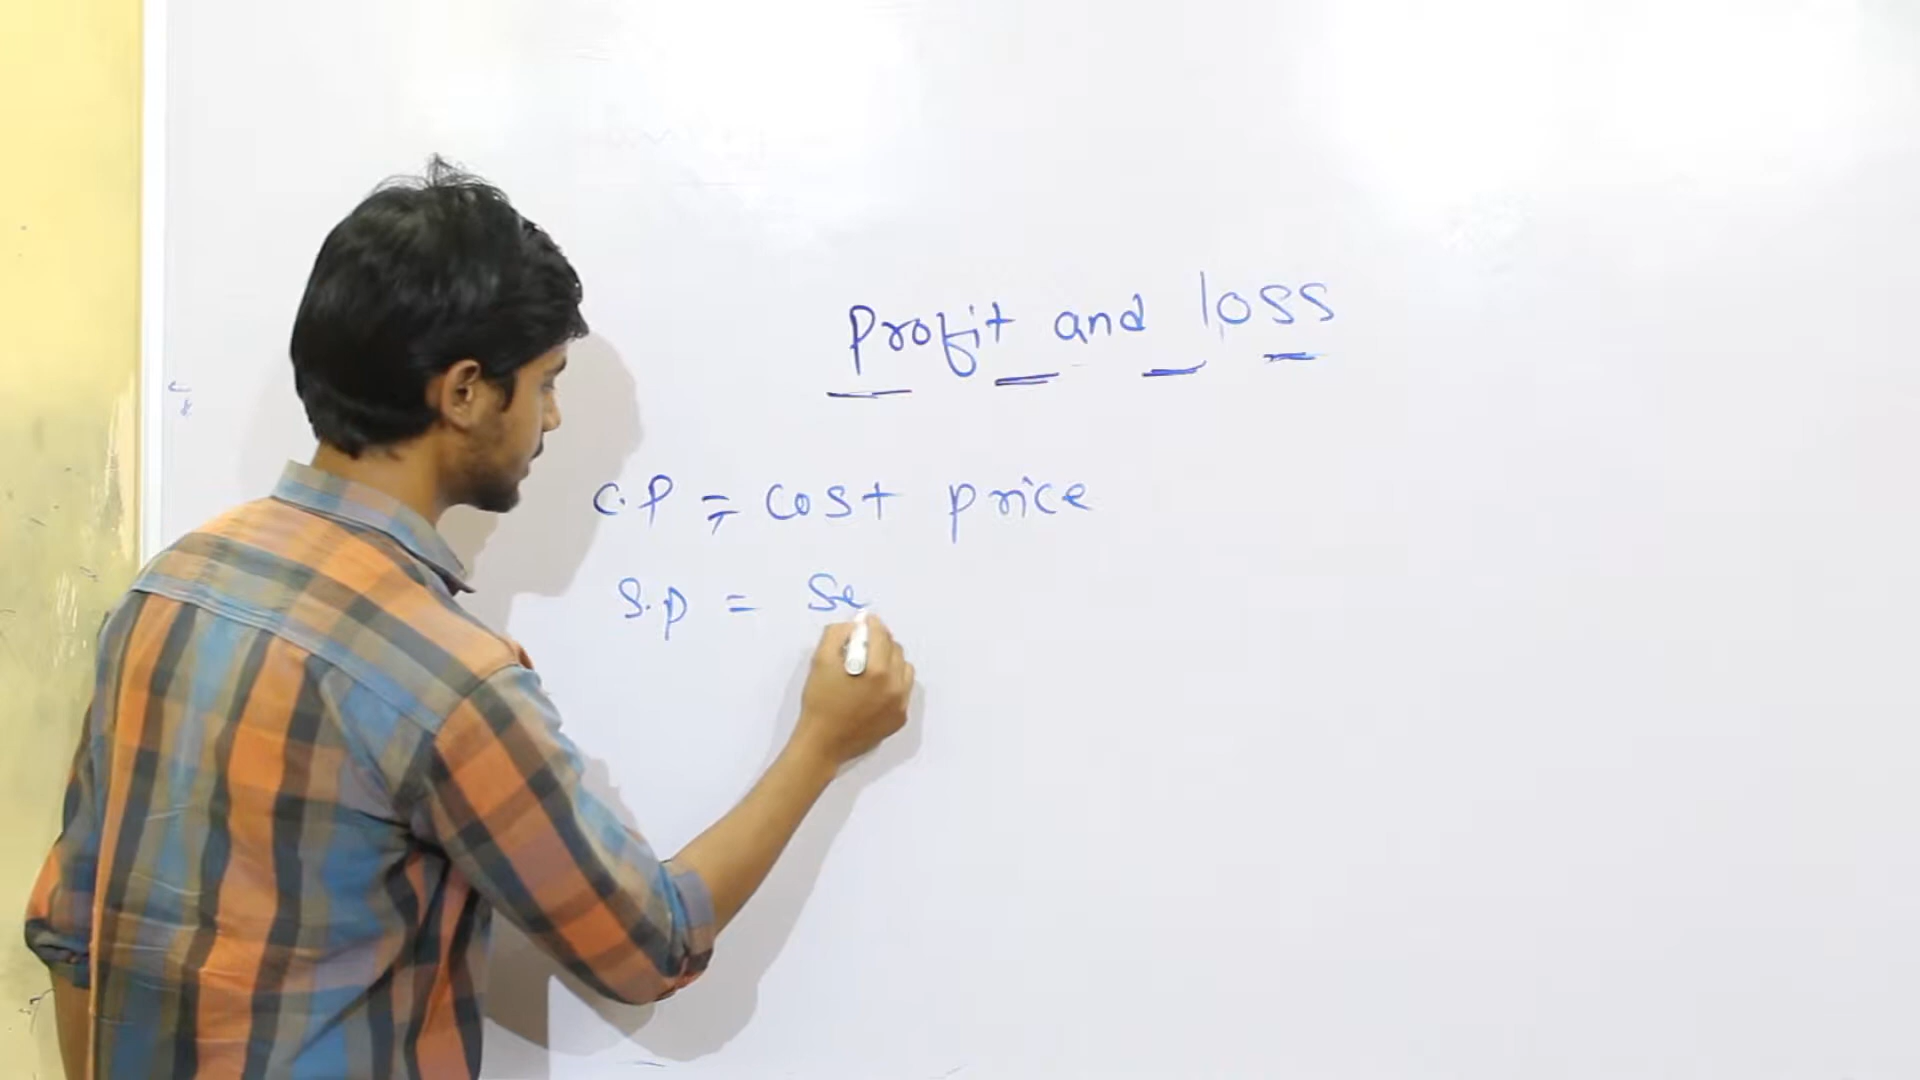 Profit and loss
C.P = cost price
S.P = Se